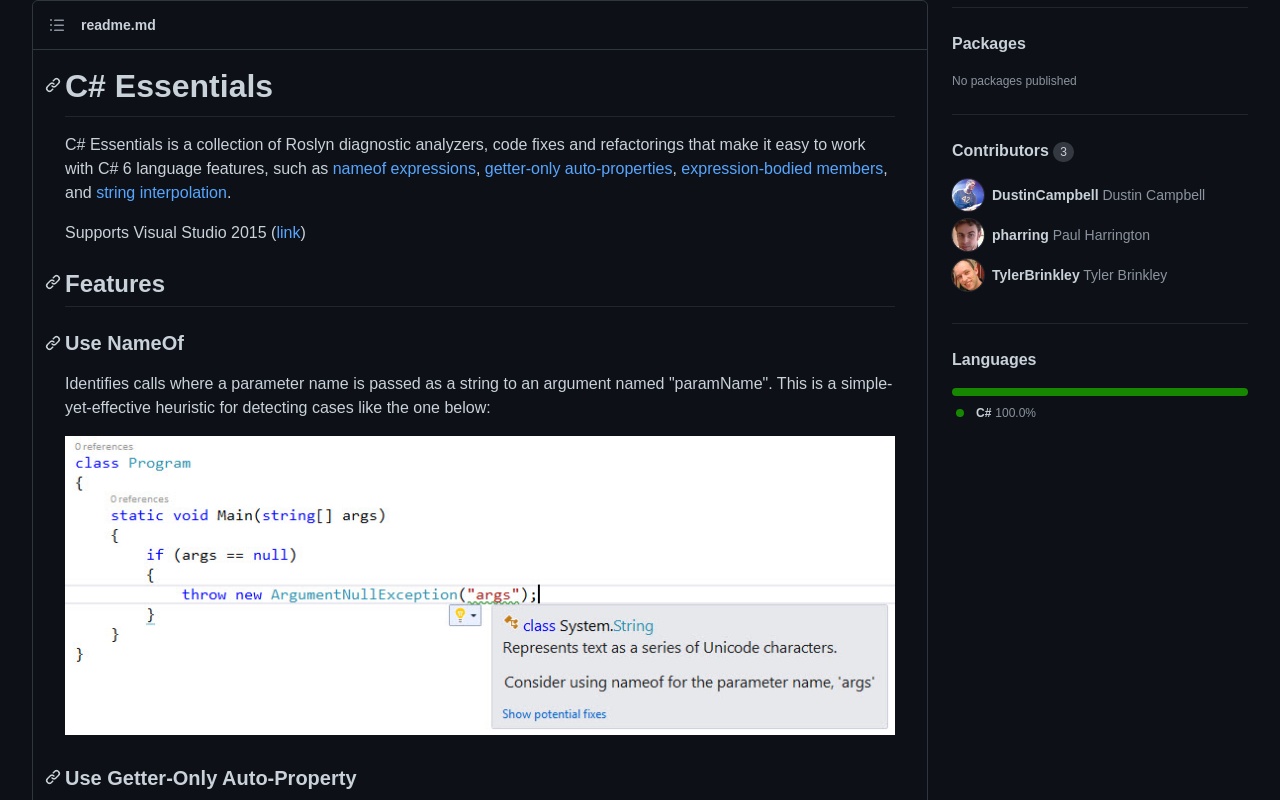 readme.md
C# Essentials
C# Essentials is a collection of Roslyn diagnostic analyzers, code fixes and refactorings that make it easy to work
with C# 6 language features, such as nameof expressions, getter-only auto-properties, expression-bodied members,
and string interpolation.
Supports Visual Studio 2015 (link)
Features
Use NameOf
Identifies calls where a parameter name is passed as a string to an argument named "paramName". This is a simple-
yet-effective heuristic for detecting cases like the one below:
0 references
class Program
{
0 references
static void Main(string[] args)
{
if (args == null)
{
throw new ArgumentNullException("args");
}
}
}
class System.String
Represents text as a series of Unicode characters.
Consider using nameof for the parameter name, 'args'
Show potential fixes
Use Getter-Only Auto-Property
Packages
No packages published
Contributors 3
DustinCampbell Dustin Campbell
pharring Paul Harrington
TylerBrinkley Tyler Brinkley
Languages
C# 100.0%